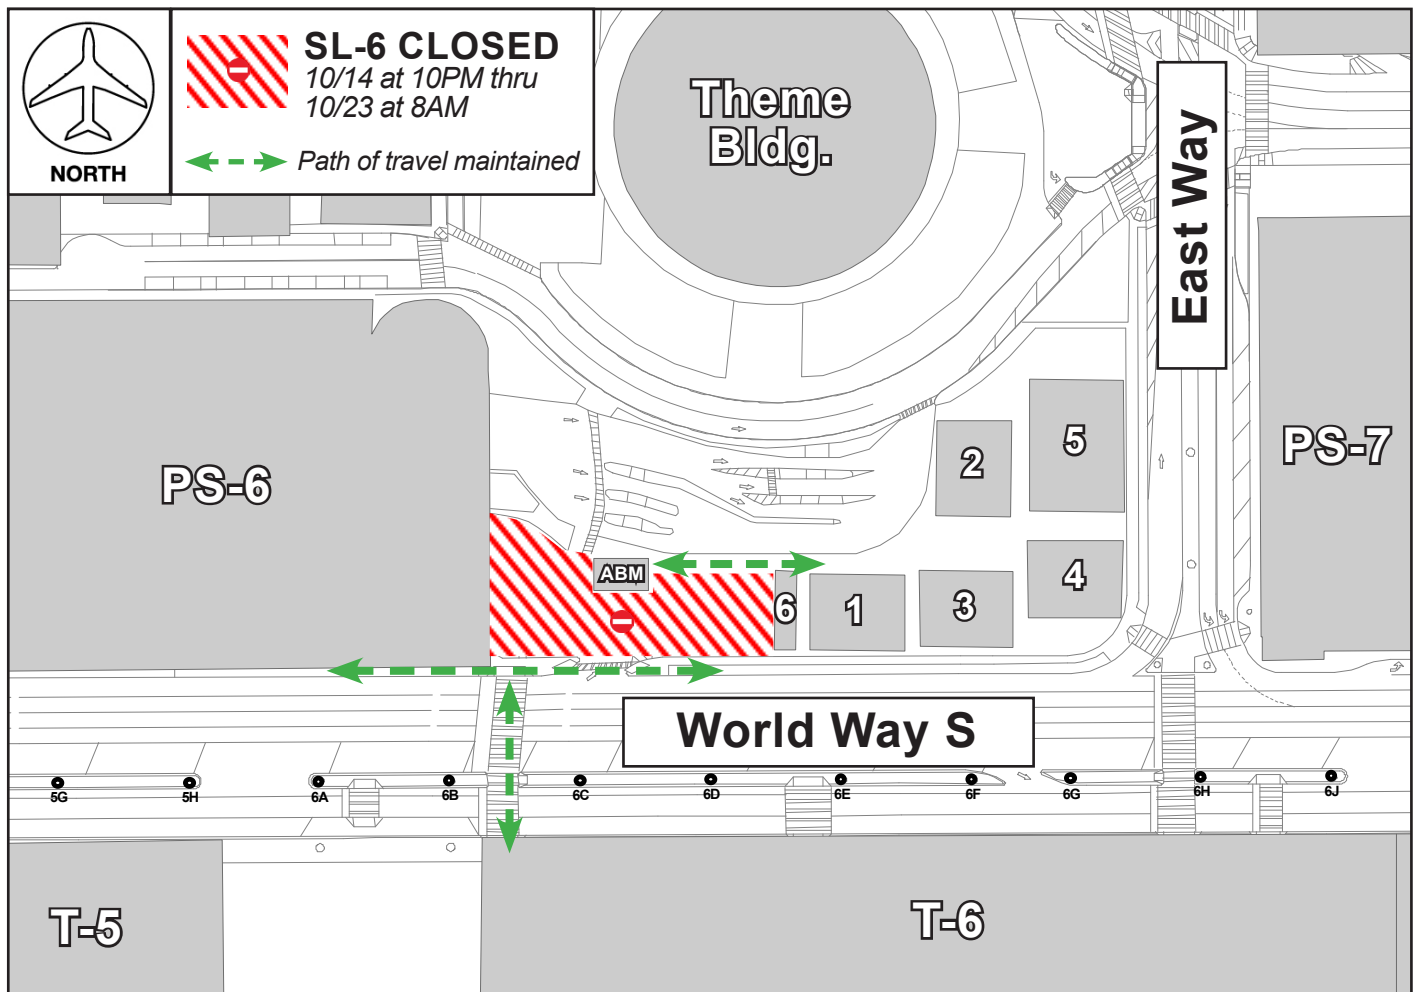 NORTH
SL-6 CLOSED
10/14 at 10PM thru
10/23 at 8AM
Path of travel maintained
Theme
Bldg.
East Way
PS-6
PS-7
2
5
ABM
6
1
3
4
World Way S
5G
5H
6A
6B
6C
6D
6E
6F
6G
6H
6J
T-5
T-6